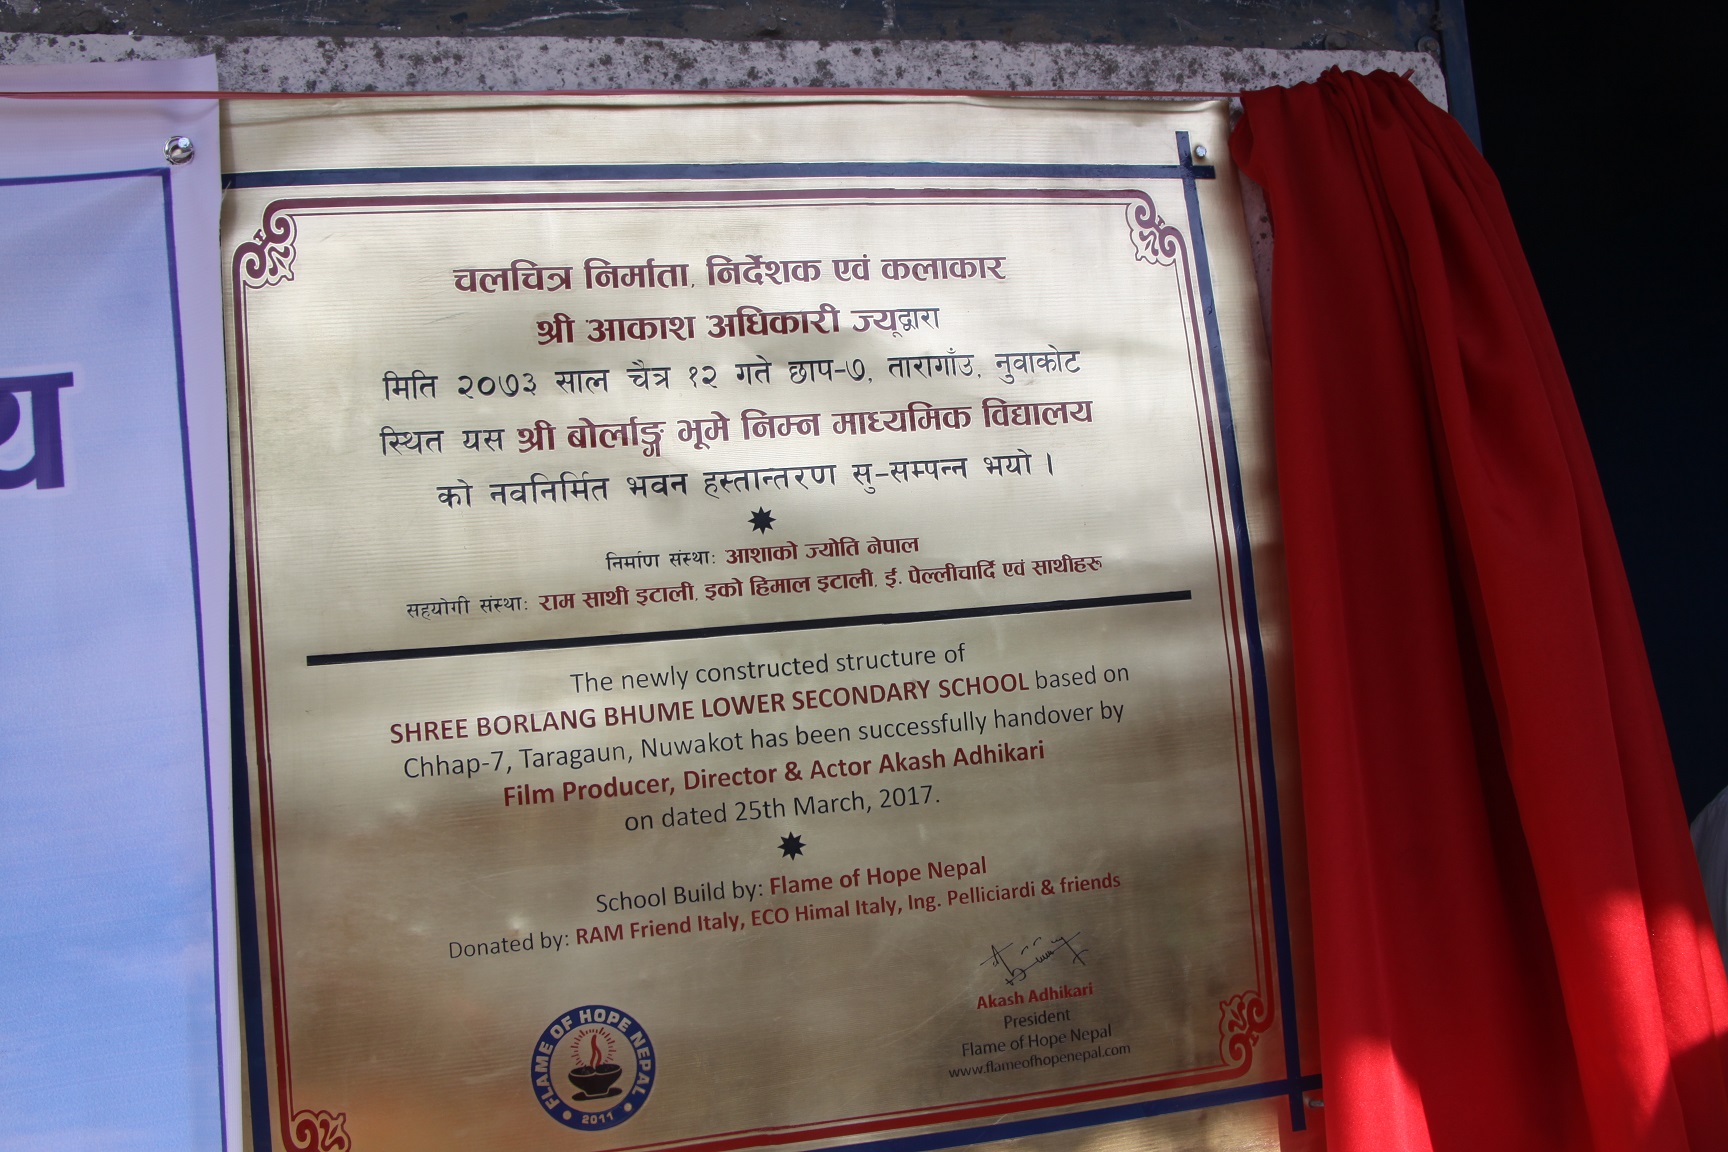 य
चलचित्र निर्माता, निर्देशक एवं कलाकार
श्री आकाश अधिकारी ज्यूद्वारा
मिति २०७३ साल चैत्र १२ गते छाप-७, तारागाँउ, नुवाकोट
स्थित यस श्री बोर्लाङ्ग भूमे निम्न माध्यमिक विद्यालय
को नवनिर्मित भवन हस्तान्तरण सु-सम्पन्न भयो ।
निर्माण संस्था: आशाको ज्योति नेपाल
सहयोगी संस्था: राम साथी इटाली, इको हिमाल इटाली, ई. पेल्लीचार्दि एवं साथीहरू
The newly constructed structure of
SHREE BORLANG BHUME LOWER SECONDARY SCHOOL based on
Chhap-7, Taragaun, Nuwakot has been successfully handover by
Film Producer, Director & Actor Akash Adhikari
on dated 25th March, 2017.
School Build by: Flame of Hope Nepal
Donated by: RAM Friend Italy, ECO Himal Italy, Ing. Pelliciardi & friends
Akash Adhikari
President
Flame of Hope Nepal
www.flameofhopenepal.com
FLAME OF HOPE NEPAL
2011